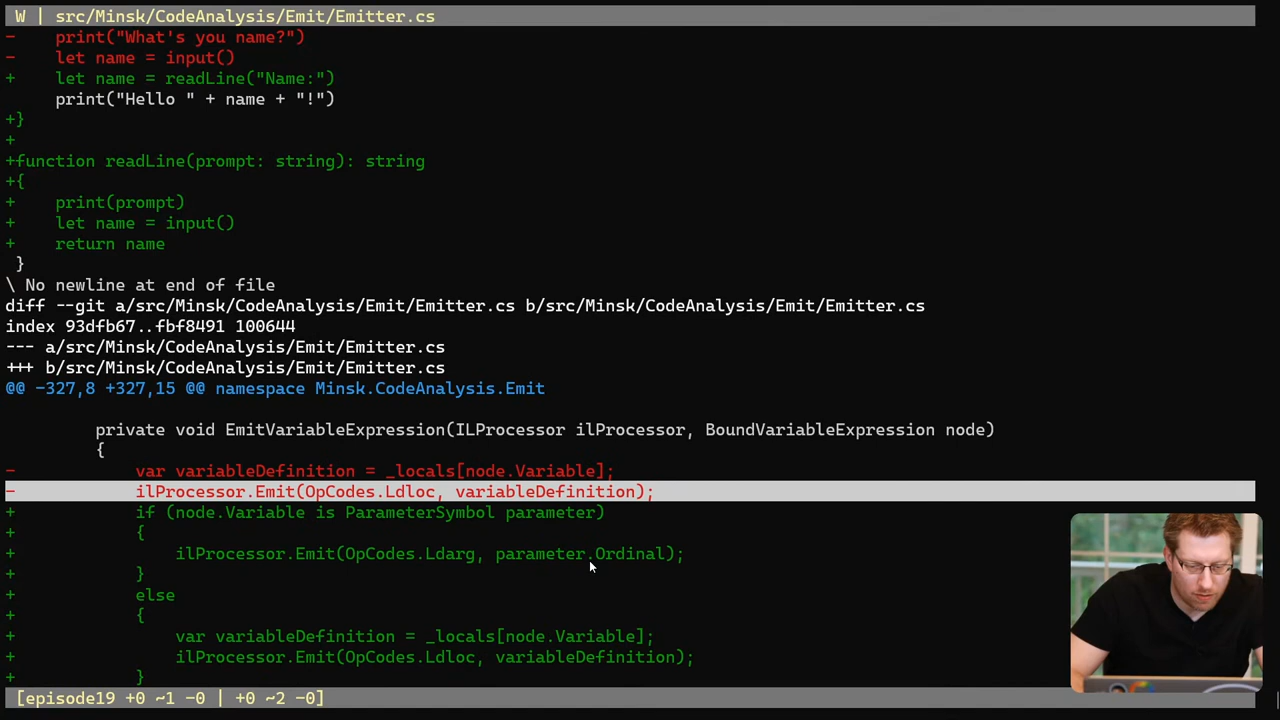 W | src/Minsk/CodeAnalysis/Emit/Emitter.cs
-    print("What's you name?")
-    let name = input()
+    let name = readLine("Name:")
     print("Hello " + name + "!")
+}
+
+function readLine(prompt: string): string
+{
+    print(prompt)
+    let name = input()
+    return name
 }
\ No newline at end of file
diff --git a/src/Minsk/CodeAnalysis/Emit/Emitter.cs b/src/Minsk/CodeAnalysis/Emit/Emitter.cs
index 93dfb67..fbf8491 100644
--- a/src/Minsk/CodeAnalysis/Emit/Emitter.cs
+++ b/src/Minsk/CodeAnalysis/Emit/Emitter.cs
@@ -327,8 +327,15 @@ namespace Minsk.CodeAnalysis.Emit
         private void EmitVariableExpression(ILProcessor ilProcessor, BoundVariableExpression node)
         {
-            var variableDefinition = _locals[node.Variable];
-            ilProcessor.Emit(OpCodes.Ldloc, variableDefinition);
+            if (node.Variable is ParameterSymbol parameter)
+            {
+                ilProcessor.Emit(OpCodes.Ldarg, parameter.Ordinal);
+            }
+            else
+            {
+                var variableDefinition = _locals[node.Variable];
+                ilProcessor.Emit(OpCodes.Ldloc, variableDefinition);
+            }
[episode19 +0 ~1 -0 | +0 ~2 -0]